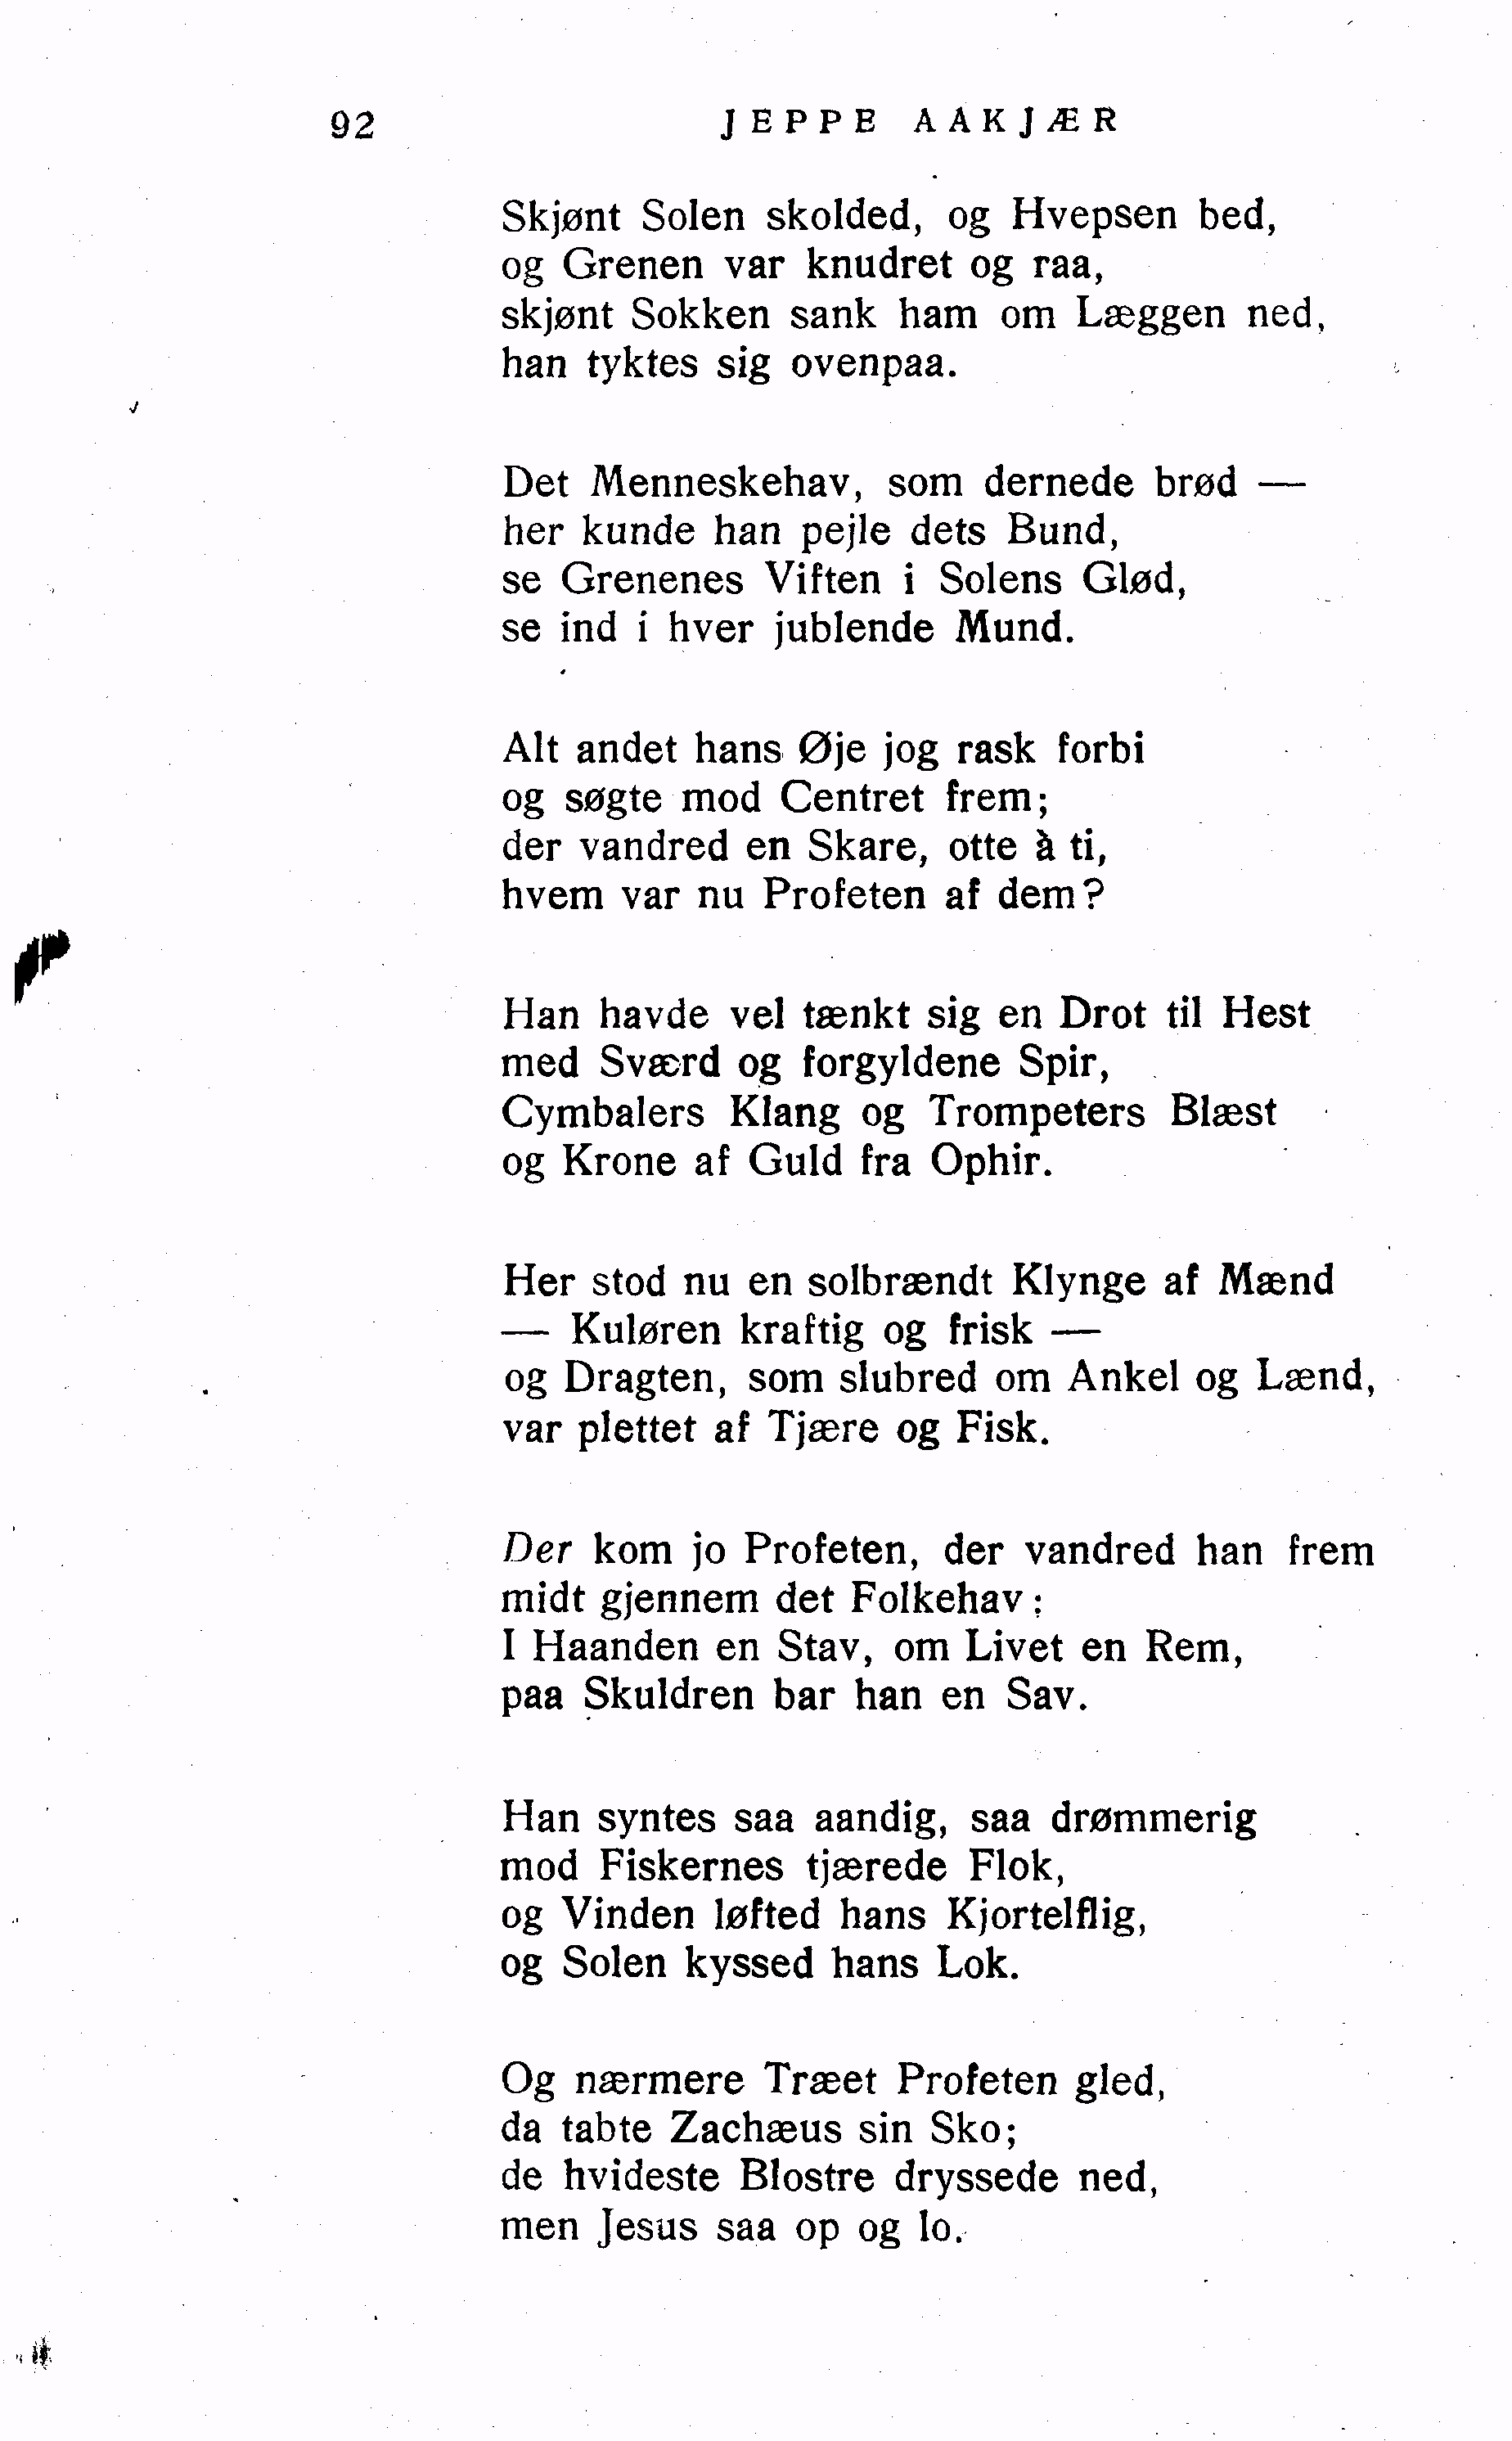 92 JEPPE AAKJÆR
Skjønt Solen skolded, og Hvepsen bed,
og Grenen var knudret og raa,
skjønt Sokken sank ham om Læggen ned,
han tyktes sig ovenpaa.
Det Menneskehav, som dernede brød —
her kunde han pejle dets Bund,
se Grenenes Viften i Solens Glød,
se ind i hver jublende Mund.
Alt andet hans Øje jog rask forbi
og søgte mod Centret frem;
der vandred en Skare, otte à ti,
hvem var nu Profeten af dem?
Han havde vel tænkt sig en Drot til Hest
med Sværd og forgyldene Spir,
Cymbalers Klang og Trompeters Blæst
og Krone af Guld fra Ophir.
Her stod nu en solbrændt Klynge af Mænd
— Kuløren kraftig og frisk —
og Dragten, som slubred om Ankel og Lænd,
var plettet af Tjære og Fisk.
Der kom jo Profeten, der vandred han frem
midt gjennem det Folkehav;
I Haanden en Stav, om Livet en Rem,
paa Skuldren bar han en Sav.
Han syntes saa aandig, saa drømmerig
mod Fiskernes tjærede Flok,
og Vinden løfted hans Kjortelflig,
og Solen kyssed hans Lok.
Og nærmere Træet Profeten gled,
da tabte Zachæus sin Sko;
de hvideste Blostre dryssede ned,
men Jesus saa op og lo.